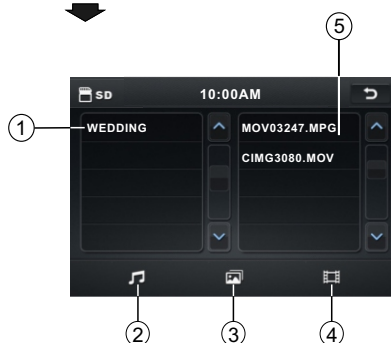 5
SD 10:00AM
1 WEDDING MOV03247.MPG
CIMG3080.MOV
2 3 4